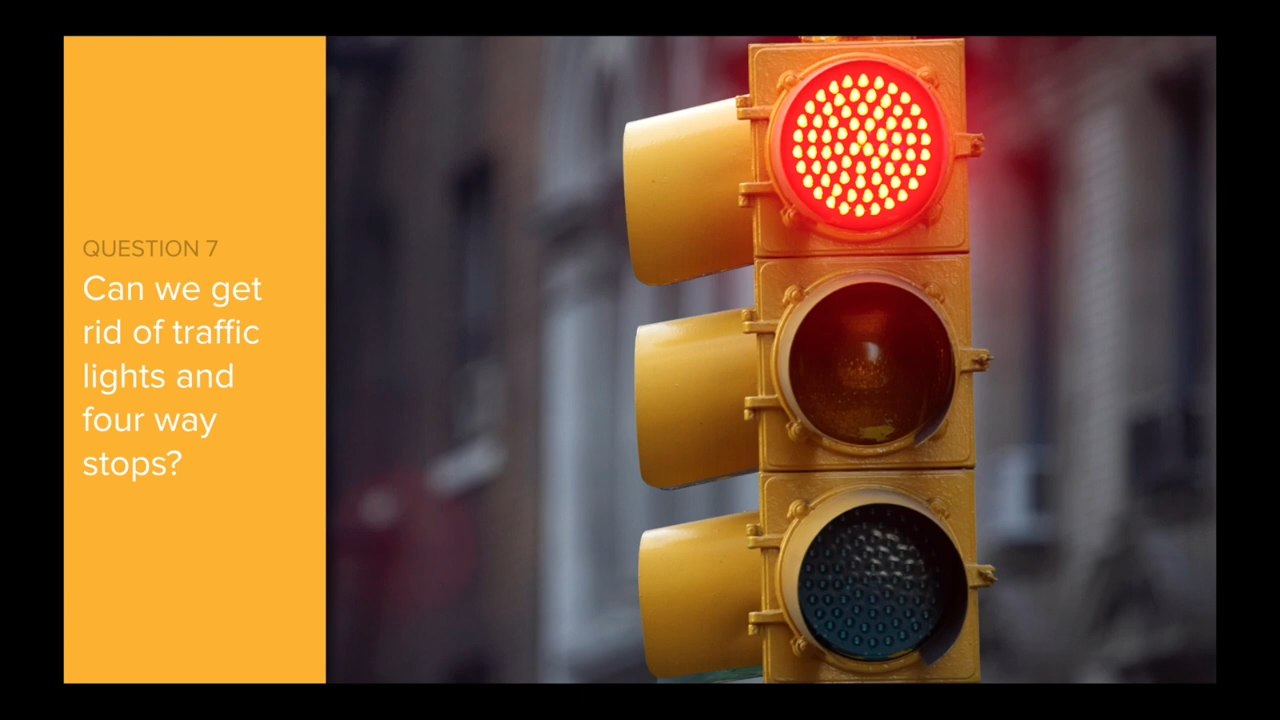 QUESTION 7
Can we get
rid of traffic
lights and
four way
stops?